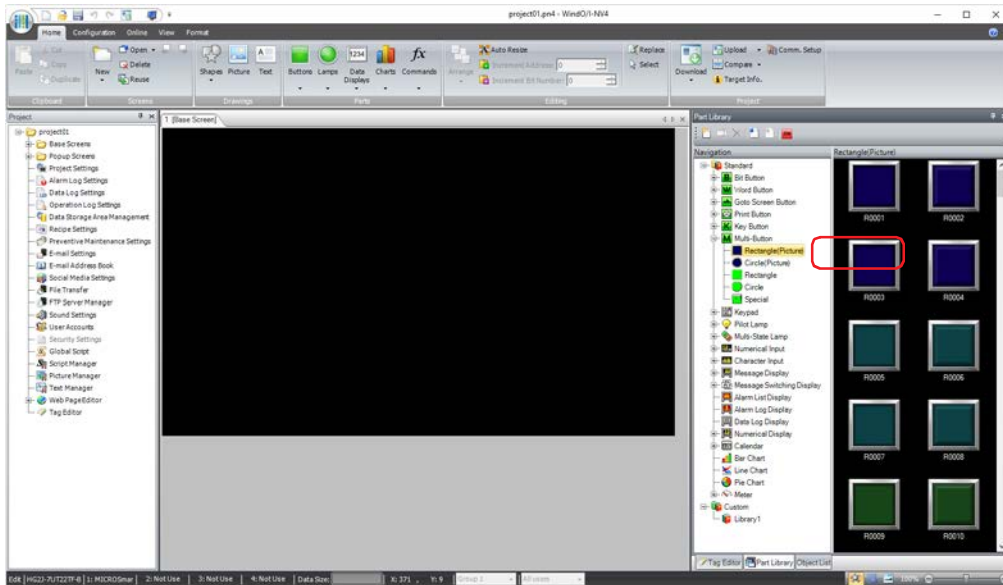 project01.pn4 - WindO/I-NV4
Home Configuration Online View Format
Cut
Paste Copy
Duplicate
Clipboard
New
Open
Delete
Reuse
Screens
Shapes Picture Text
Drawings
1234
Buttons Lamps Data Displays Charts Commands
Parts
Arrange
Auto Resize
Increment Address 0
Increment Bit Number 0
Replace
Select
Editing
Download
Upload Comm. Setup
Compare
Target Info.
Project
Project
project01
Base Screens
Popup Screens
Project Settings
Alarm Log Settings
Data Log Settings
Operation Log Settings
Data Storage Area Management
Recipe Settings
Preventive Maintenance Settings
E-mail Settings
E-mail Address Book
Social Media Settings
File Transfer
FTP Server Manager
Sound Settings
User Accounts
Security Settings
Global Script
Script Manager
Picture Manager
Text Manager
Web PageEditor
Tag Editor
1 [Base Screen]
Part Library
Navigation
Standard
Bit Button
Word Button
Goto Screen Button
Print Button
Key Button
Multi-Button
Rectangle(Picture)
Circle(Picture)
Rectangle
Circle
Special
Keypad
Pilot Lamp
Multi-State Lamp
Numerical Input
Character Input
Message Display
Message Switching Display
Alarm List Display
Alarm Log Display
Data Log Display
Numerical Display
Calendar
Bar Chart
Line Chart
Pie Chart
Meter
Custom
Library1
Rectangle(Picture)
R0001 R0002
R0003 R0004
R0005 R0006
R0007 R0008
R0009 R0010
Tag Editor Part Library Object List
Edit HG2J-7UT22TF-B 1: MICROSmar 2: Not Use 3: Not Use 4: Not Use Data Size: X: 371 , Y: 9 Group 1 All users 100%